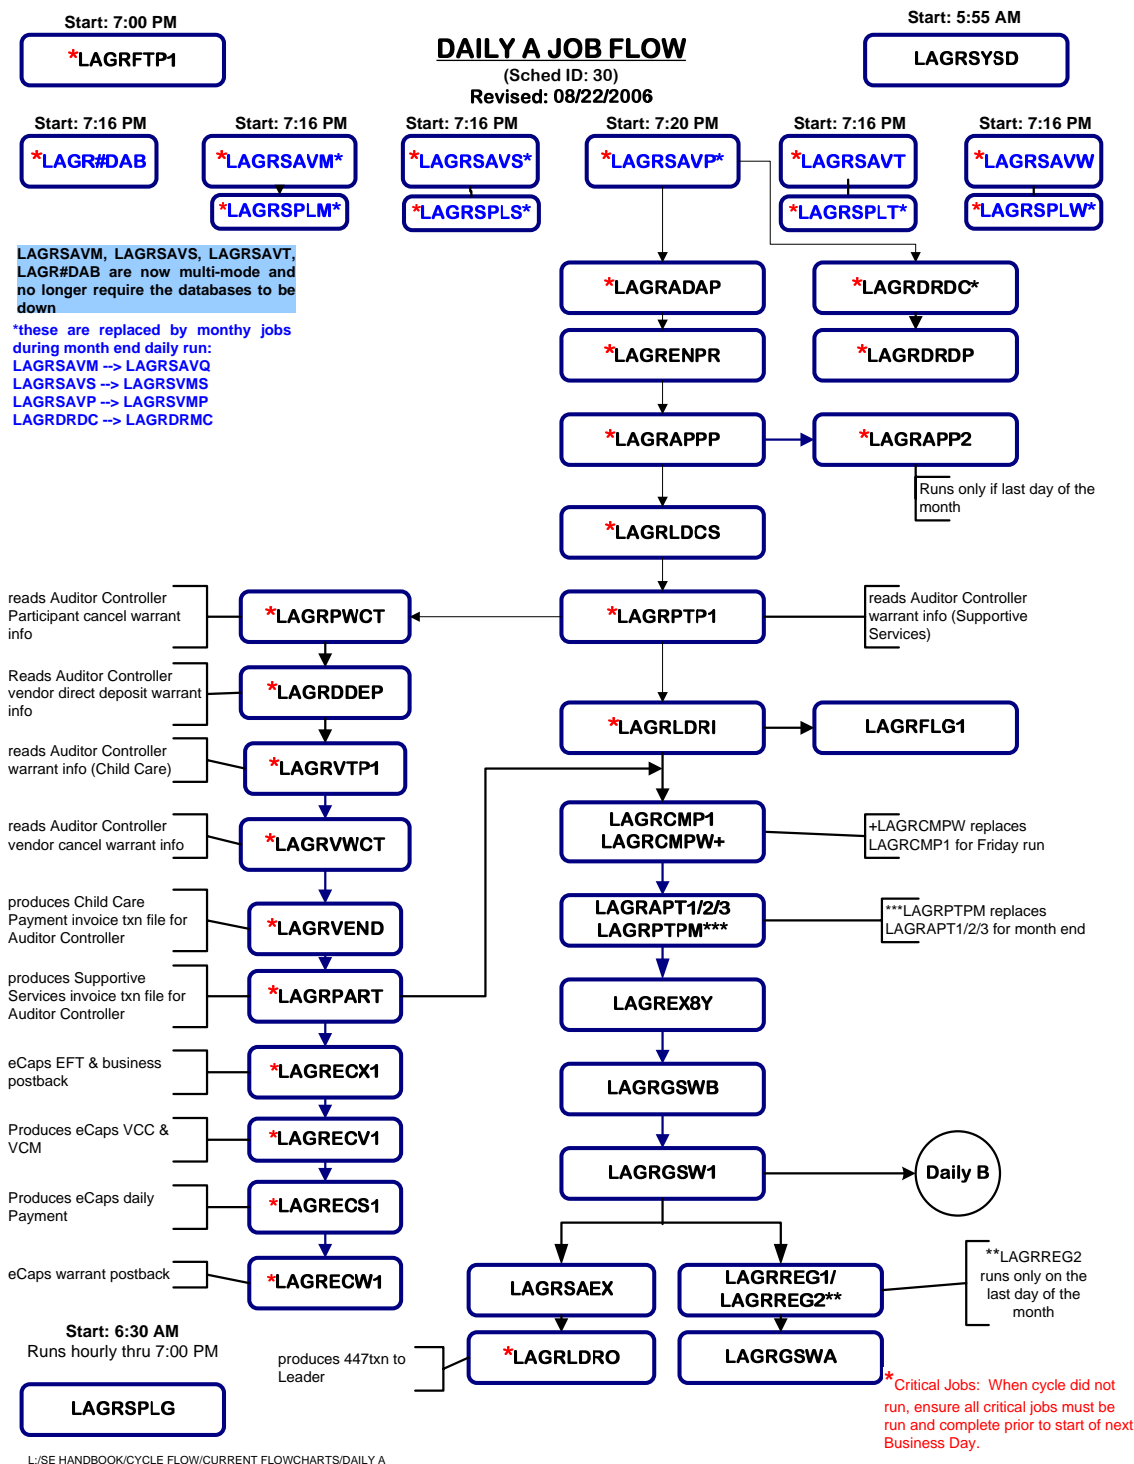 Start: 7:00 PM
*LAGRFTP1
DAILY A JOB FLOW
(Sched ID: 30)
Revised: 08/22/2006
Start: 5:55 AM
LAGRSYSD
Start: 7:16 PM
*LAGR#DAB
Start: 7:16 PM
*LAGRSAVM*
*LAGRSPLM*
Start: 7:16 PM
*LAGRSAVS*
*LAGRSPLS*
Start: 7:20 PM
*LAGRSAVP*
Start: 7:16 PM
*LAGRSAVT
*LAGRSPLT*
Start: 7:16 PM
*LAGRSAVW
*LAGRSPLW*
LAGRSAVM, LAGRSAVS, LAGRSAVT,
LAGR#DAB are now multi-mode and
no longer require the databases to be
down
*these are replaced by monthy jobs
during month end daily run:
LAGRSAVM --> LAGRSAVQ
LAGRSAVS --> LAGRSVMS
LAGRSAVP --> LAGRSVMP
LAGRDRDC --> LAGRDRMC
*LAGRADAP
*LAGRDRDC*
*LAGRENPR
*LAGRDRDP
*LAGRAPPP
*LAGRAPP2
Runs only if last day of the
month
*LAGRLDCS
reads Auditor Controller
Participant cancel warrant
info
*LAGRPWCT
*LAGRPTP1
reads Auditor Controller
warrant info (Supportive
Services)
Reads Auditor Controller
vendor direct deposit warrant
info
*LAGRDDEP
*LAGRLDRI
LAGRFLG1
reads Auditor Controller
warrant info (Child Care)
*LAGRVTP1
reads Auditor Controller
vendor cancel warrant info
*LAGRVWCT
LAGRCMP1
LAGRCMPW+
+LAGRCMPW replaces
LAGRCMP1 for Friday run
produces Child Care
Payment invoice txn file for
Auditor Controller
*LAGRVEND
LAGRAPT1/2/3
LAGRPTPM***
***LAGRPTPM replaces
LAGRAPT1/2/3 for month end
produces Supportive
Services invoice txn file for
Auditor Controller
*LAGRPART
LAGREX8Y
eCaps EFT & business
postback
*LAGRECX1
LAGRGSWB
Produces eCaps VCC &
VCM
*LAGRECV1
LAGRGSW1
Daily B
Produces eCaps daily
Payment
*LAGRECS1
eCaps warrant postback
*LAGRECW1
LAGRSAEX
LAGRREG1/
LAGRREG2**
**LAGRREG2
runs only on the
last day of the
month
Start: 6:30 AM
Runs hourly thru 7:00 PM
LAGRSPLG
produces 447txn to
Leader
*LAGRLDRO
LAGRGSWA
*Critical Jobs: When cycle did not
run, ensure all critical jobs must be
run and complete prior to start of next
Business Day.
L:/SE HANDBOOK/CYCLE FLOW/CURRENT FLOWCHARTS/DAILY A